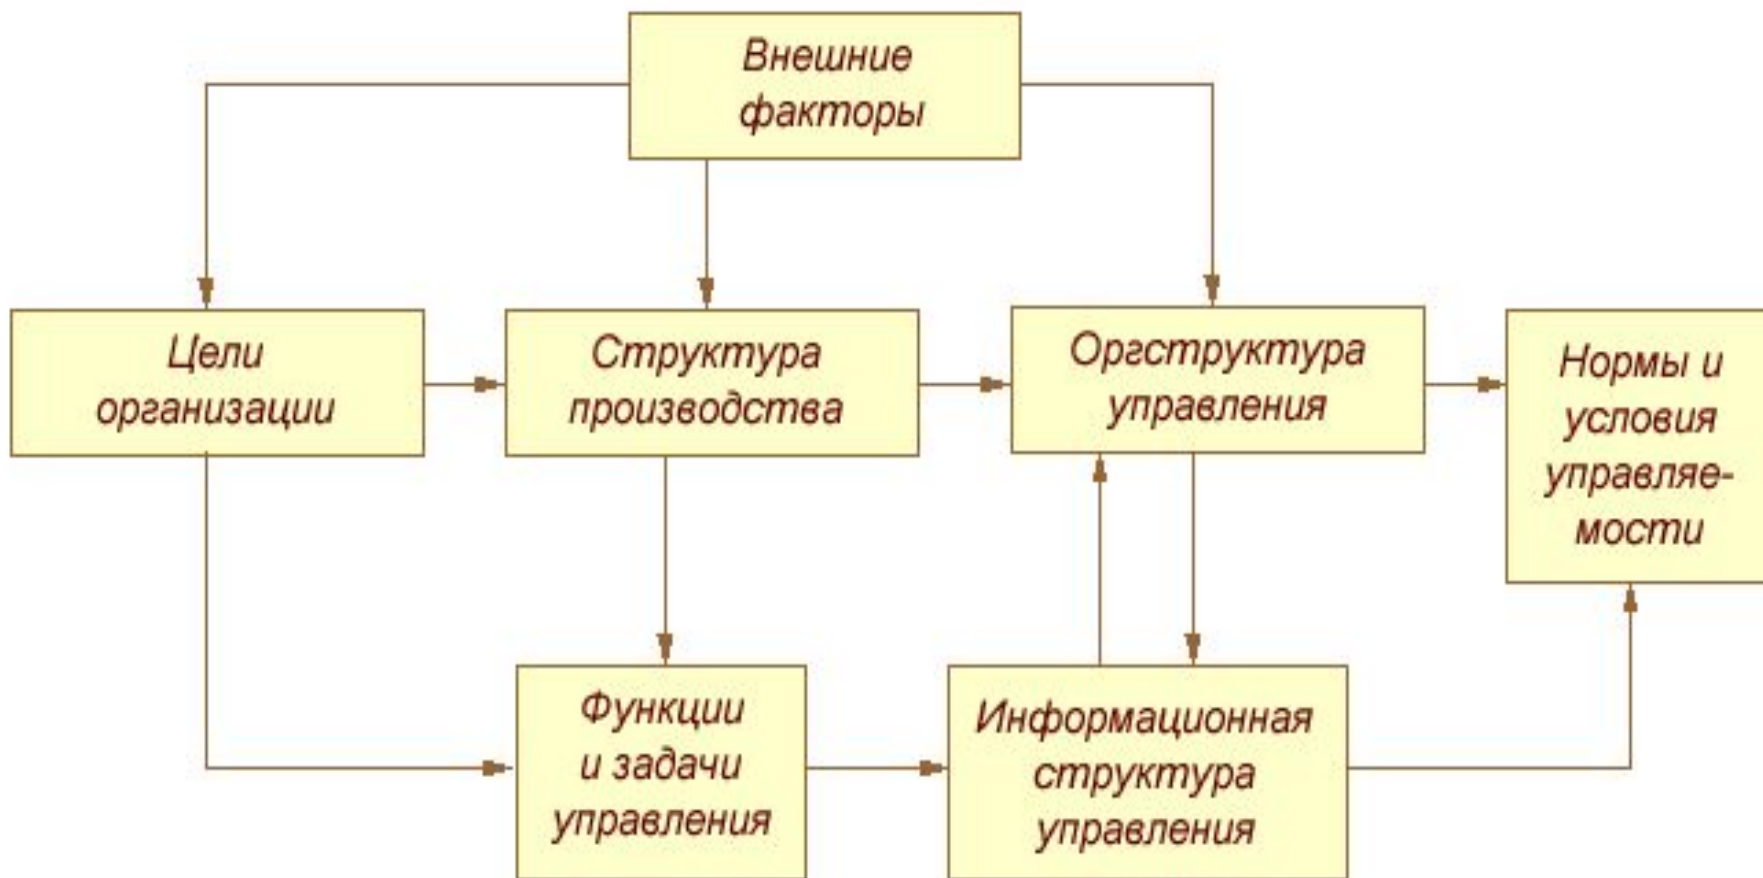 Внешние
факторы
Цели
организации
Структура
производства
Оргструктура
управления
Нормы и
условия
управляе-
мости
Функции
и задачи
управления
Информационная
структура
управления